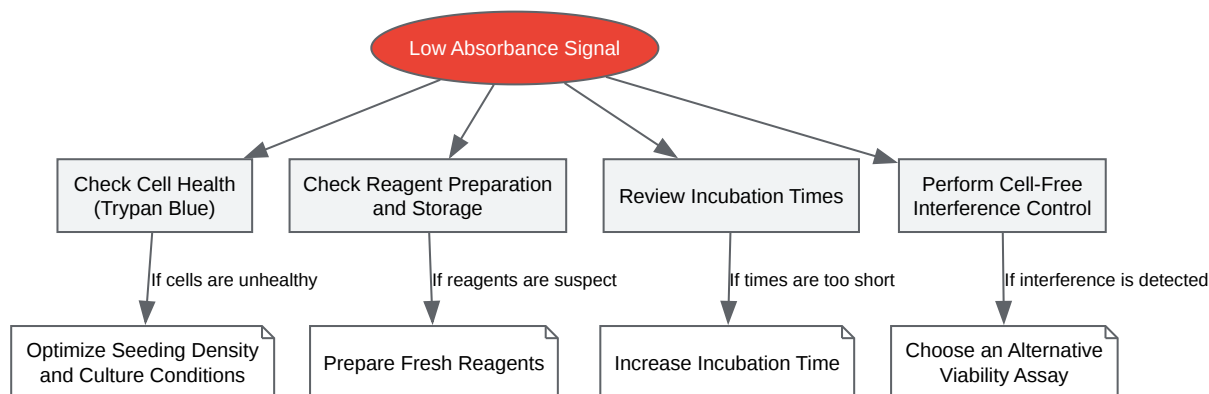 Low Absorbance Signal
Check Cell Health
(Trypan Blue)
Check Reagent Preparation
and Storage
Review Incubation Times
Perform Cell-Free
Interference Control
If cells are unhealthy
If reagents are suspect
If times are too short
If interference is detected
Optimize Seeding Density
and Culture Conditions
Prepare Fresh Reagents
Increase Incubation Time
Choose an Alternative
Viability Assay